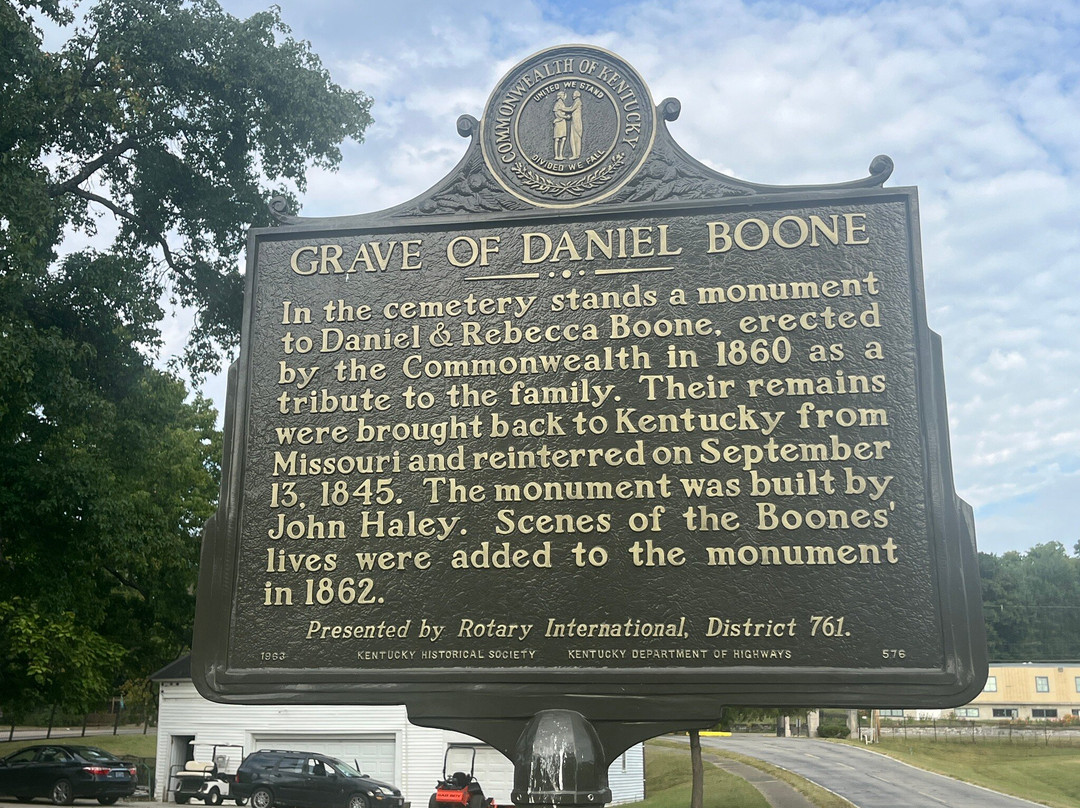 COMMONWEALTH OF KENTUCKY
UNITED WE STAND
DIVIDED WE FALL
GRAVE OF DANIEL BOONE
In the cemetery stands a monument
to Daniel & Rebecca Boone, erected
by the Commonwealth in 1860 as a
tribute to the family. Their remains
were brought back to Kentucky from
Missouri and reinterred on September
13, 1845. The monument was built by
John Haley. Scenes of the Boones'
lives were added to the monument
in 1862.
Presented by Rotary International, District 761.
1963 KENTUCKY HISTORICAL SOCIETY KENTUCKY DEPARTMENT OF HIGHWAYS 576